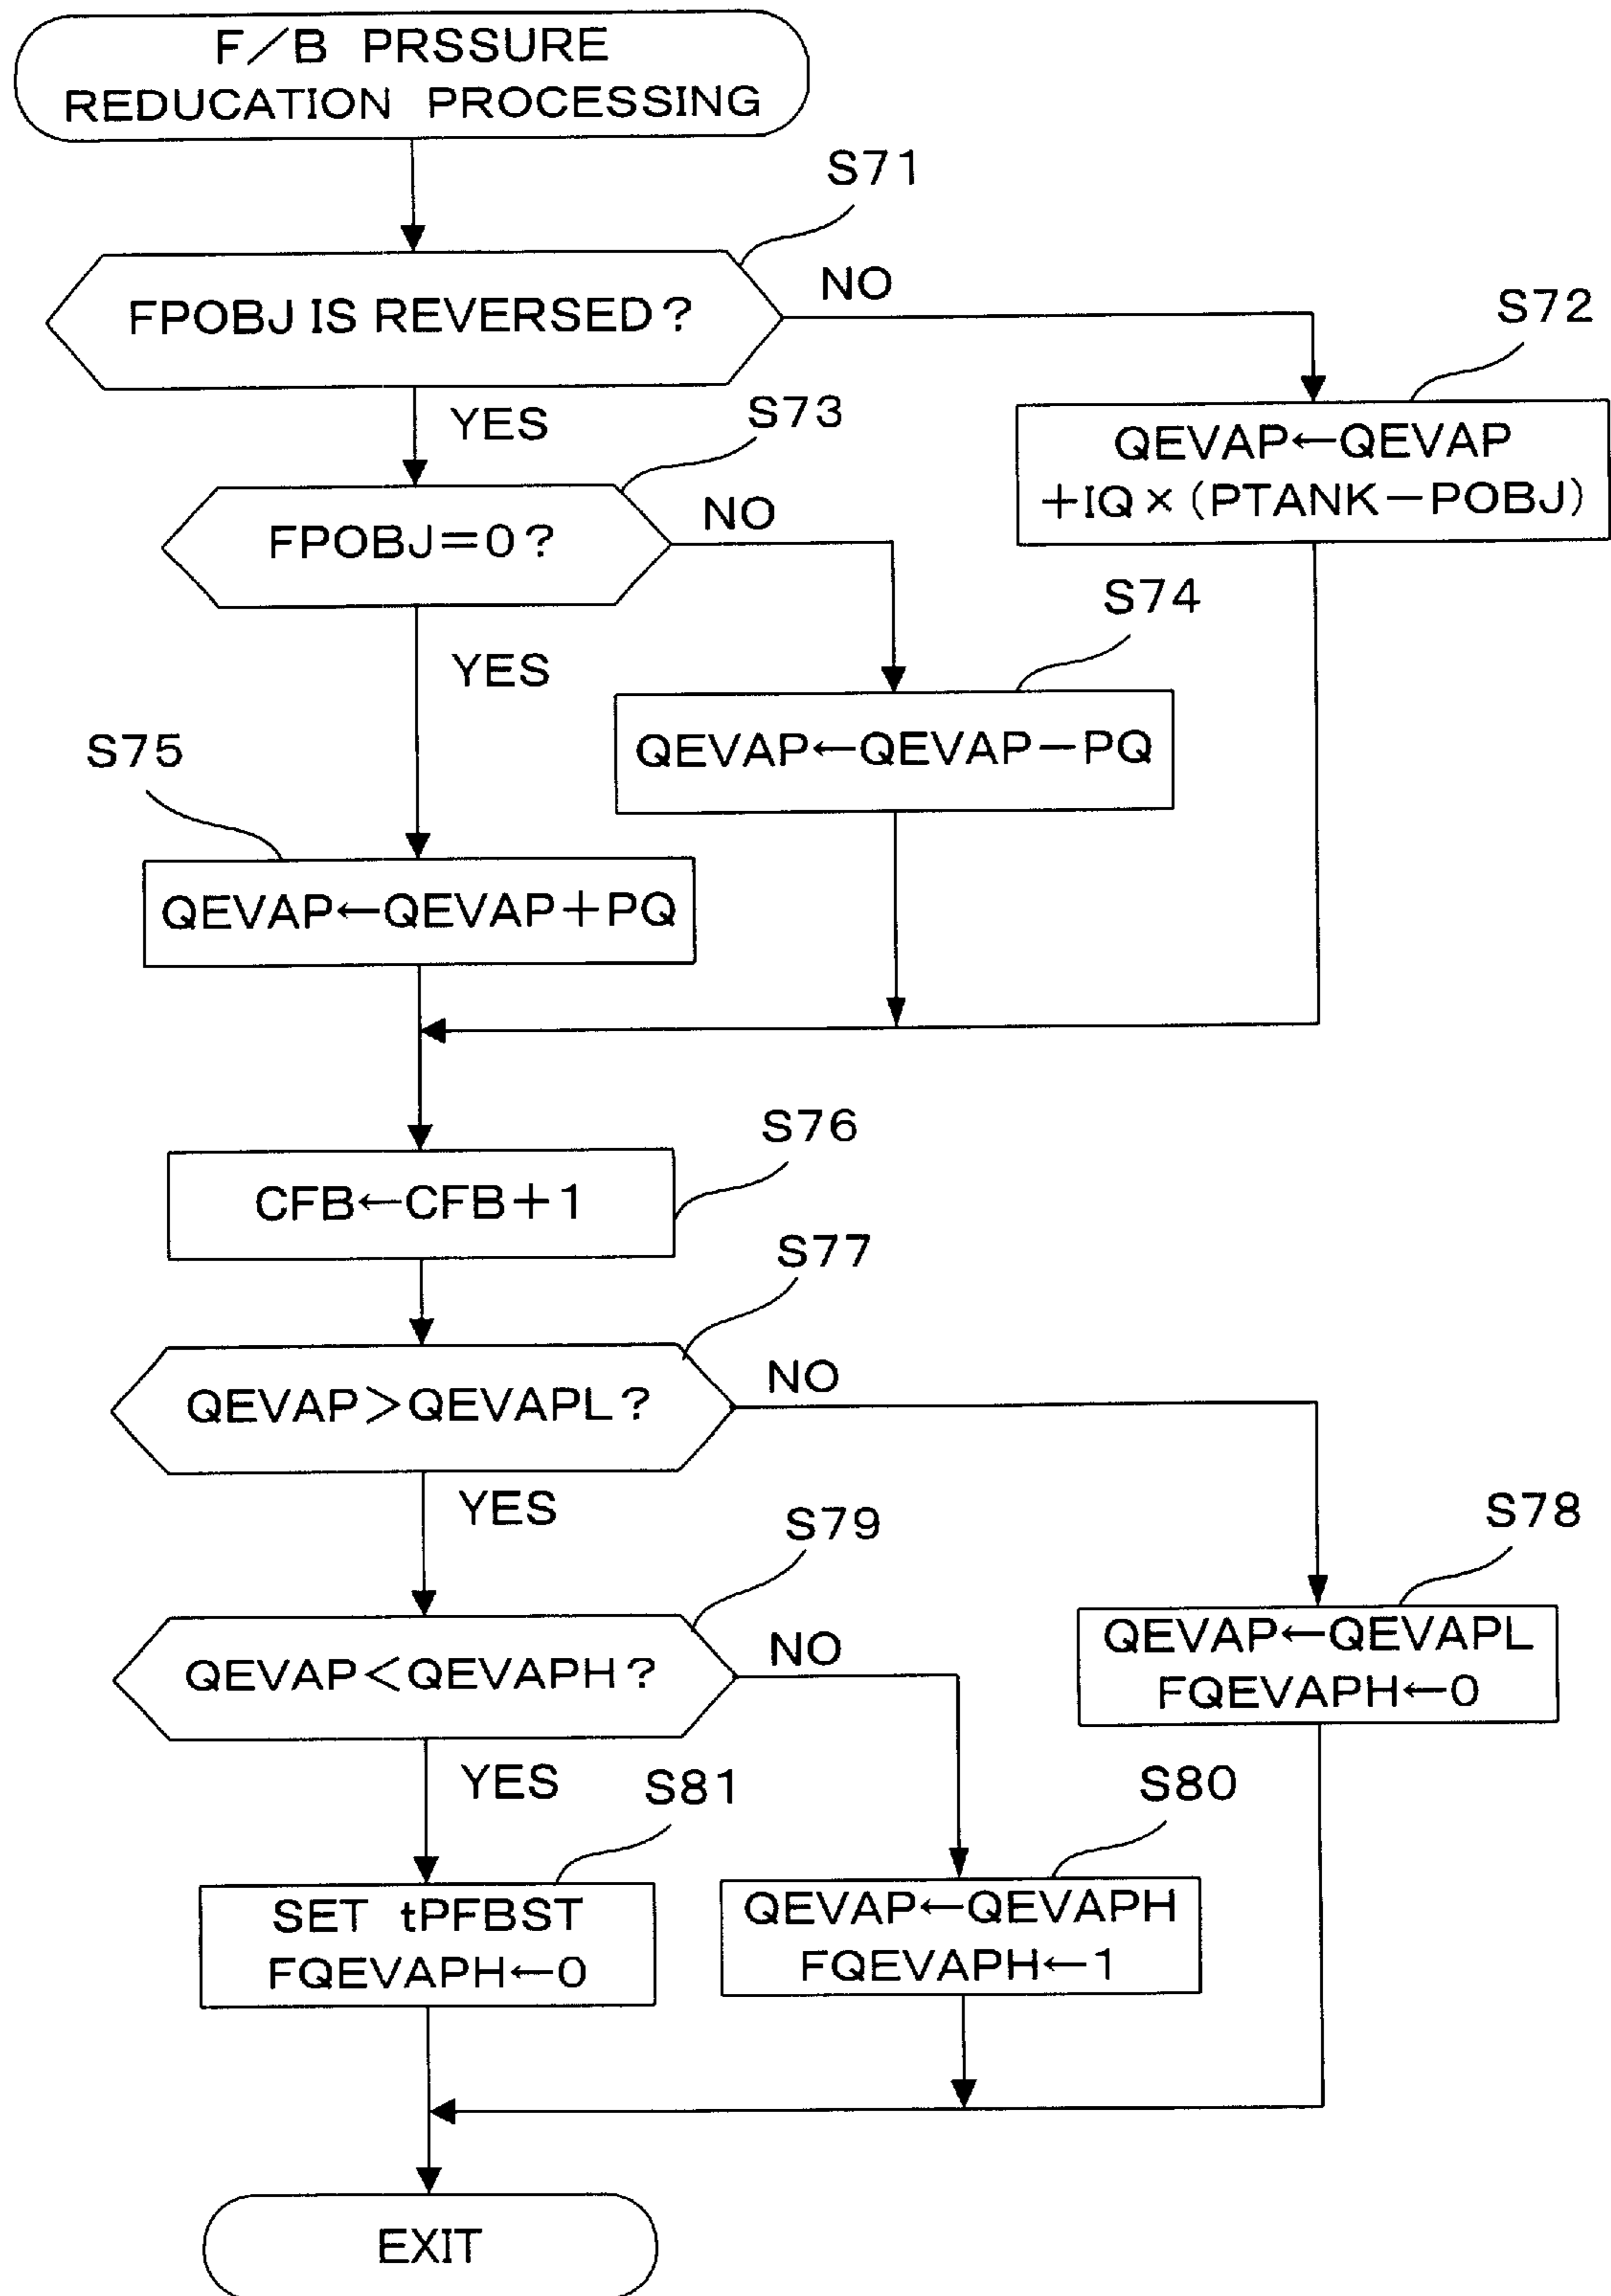 F/B PRSSURE
REDUCATION PROCESSING
S71
FPOBJ IS REVERSED?
NO
S72
YES
S73
QEVAP←QEVAP
+IQ×(PTANK−POBJ)
FPOBJ=0?
NO
S74
YES
QEVAP←QEVAP−PQ
S75
QEVAP←QEVAP+PQ
S76
CFB←CFB+1
S77
QEVAP>QEVAPL?
NO
YES
S79
S78
QEVAP←QEVAPL
FQEVAPH←0
QEVAP<QEVAPH?
NO
YES
S81
S80
SET tPFBST
FQEVAPH←0
QEVAP←QEVAPH
FQEVAPH←1
EXIT